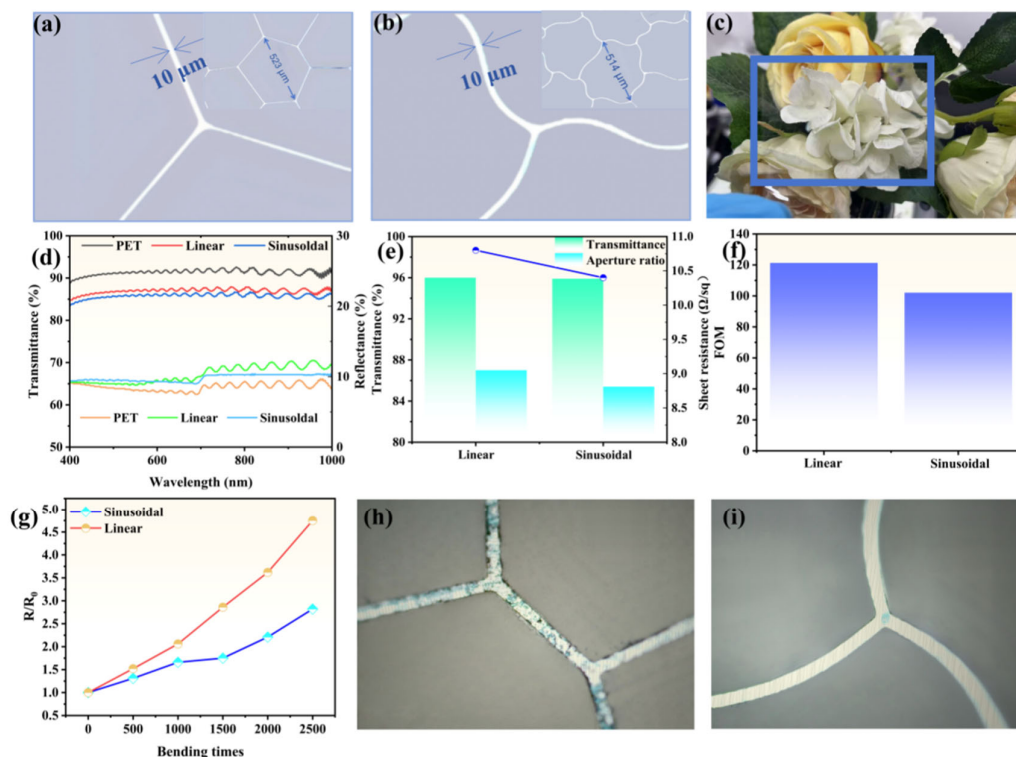 (a)
10 μm
523 μm
(b)
10 μm
514 μm
(c)
(d)
PET Linear Sinusoldal
Transmittance (%)
100
95
90
85
80
75
70
65
60
55
50
Reflectance (%)
30
20
10
0
PET Linear Sinusoldal
400 600 800 1000
Wavelength (nm)
(e)
Transmittance
Aperture ratio
Transmittance (%)
100
96
92
88
84
80
Sheet resistance (Ω/sq)
11.0
10.5
10.0
9.5
9.0
8.5
8.0
Linear Sinusoidal
(f)
FOM
140
120
100
80
60
40
20
0
Linear Sinusoidal
(g)
Sinusoidal
Linear
R/R0
5.0
4.5
4.0
3.5
3.0
2.5
2.0
1.5
1.0
0.5
0 500 1000 1500 2000 2500
Bending times
(h)
(i)